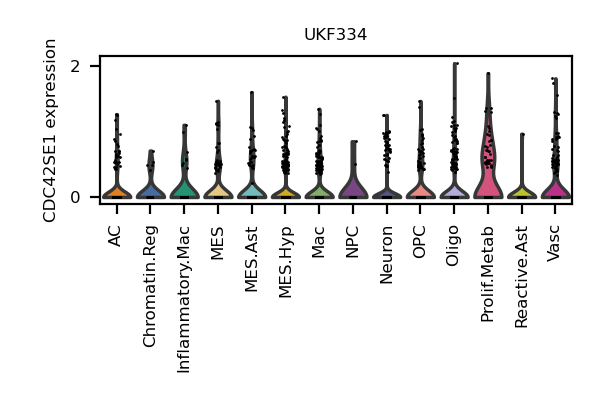 UKF334
CDC42SE1 expression
2
0
AC
Chromatin.Reg
Inflammatory.Mac
MES
MES.Ast
MES.Hyp
Mac
NPC
Neuron
OPC
Oligo
Prolif.Metab
Reactive.Ast
Vasc